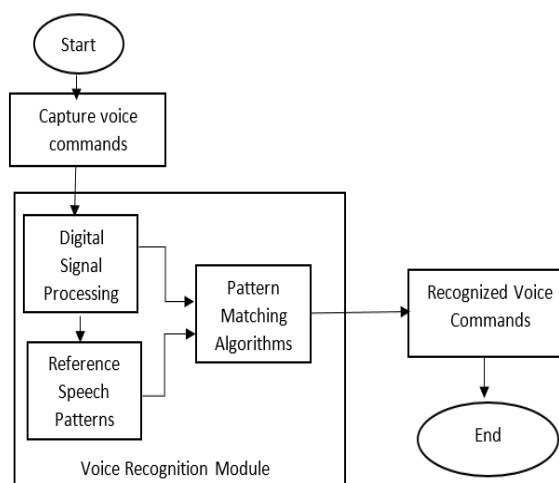 Start
Capture voice
commands
Digital
Signal
Processing
Pattern
Matching
Algorithms
Recognized Voice
Commands
Reference
Speech
Patterns
End
Voice Recognition Module